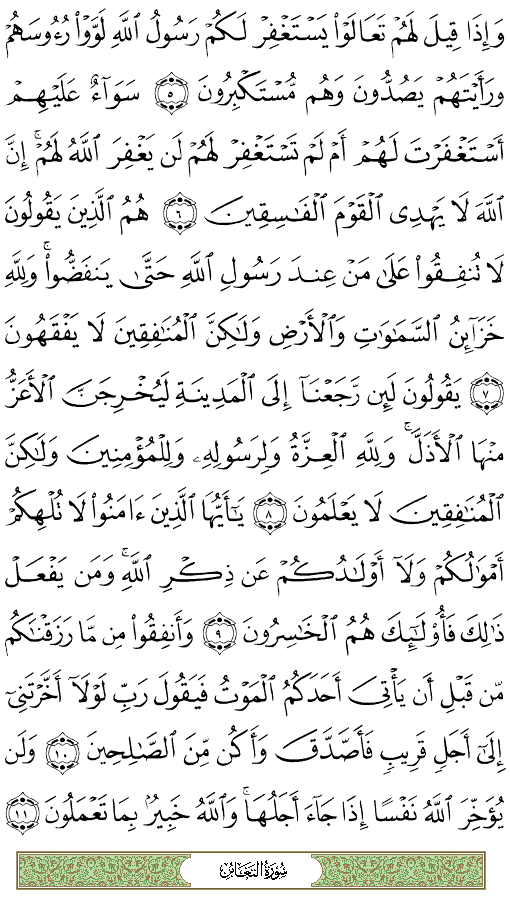 وَإِذَا قِيلَ لَهُمْ تَعَالَوْا۟ يَسْتَغْفِرْ لَكُمْ رَسُولُ ٱللَّهِ لَوَّوْا۟ رُءُوسَهُمْ
وَرَأَيْتَهُمْ يَصُدُّونَ وَهُم مُّسْتَكْبِرُونَ ٥ سَوَآءٌ عَلَيْهِمْ
أَسْتَغْفَرْتَ لَهُمْ أَمْ لَمْ تَسْتَغْفِرْ لَهُمْ لَن يَغْفِرَ ٱللَّهُ لَهُمْ ۚ إِنَّ
ٱللَّهَ لَا يَهْدِى ٱلْقَوْمَ ٱلْفَـٰسِقِينَ ٦ هُمُ ٱلَّذِينَ يَقُولُونَ
لَا تُنفِقُوا۟ عَلَىٰ مَنْ عِندَ رَسُولِ ٱللَّهِ حَتَّىٰ يَنفَضُّوا۟ ۗ وَلِلَّهِ
خَزَآئِنُ ٱلسَّمَـٰوَٰتِ وَٱلْأَرْضِ وَلَـٰكِنَّ ٱلْمُنَـٰفِقِينَ لَا يَفْقَهُونَ
٧ يَقُولُونَ لَئِن رَّجَعْنَآ إِلَى ٱلْمَدِينَةِ لَيُخْرِجَنَّ ٱلْأَعَزُّ
مِنْهَا ٱلْأَذَلَّ ۚ وَلِلَّهِ ٱلْعِزَّةُ وَلِرَسُولِهِۦ وَلِلْمُؤْمِنِينَ وَلَـٰكِنَّ
ٱلْمُنَـٰفِقِينَ لَا يَعْلَمُونَ ٨ يَـٰٓأَيُّهَا ٱلَّذِينَ ءَامَنُوا۟ لَا تُلْهِكُمْ
أَمْوَٰلُكُمْ وَلَآ أَوْلَـٰدُكُمْ عَن ذِكْرِ ٱللَّهِ ۚ وَمَن يَفْعَلْ
ذَٰلِكَ فَأُو۟لَـٰٓئِكَ هُمُ ٱلْخَـٰسِرُونَ ٩ وَأَنفِقُوا۟ مِن مَّا رَزَقْنَـٰكُم
مِّن قَبْلِ أَن يَأْتِىَ أَحَدَكُمُ ٱلْمَوْتُ فَيَقُولَ رَبِّ لَوْلَآ أَخَّرْتَنِىٓ
إِلَىٰٓ أَجَلٍ قَرِيبٍ فَأَصَّدَّقَ وَأَكُن مِّنَ ٱلصَّـٰلِحِينَ ١٠ وَلَن
يُؤَخِّرَ ٱللَّهُ نَفْسًا إِذَا جَآءَ أَجَلُهَا ۚ وَٱللَّهُ خَبِيرٌۢ بِمَا تَعْمَلُونَ ١١
سُورَةُ التَّغَابُن